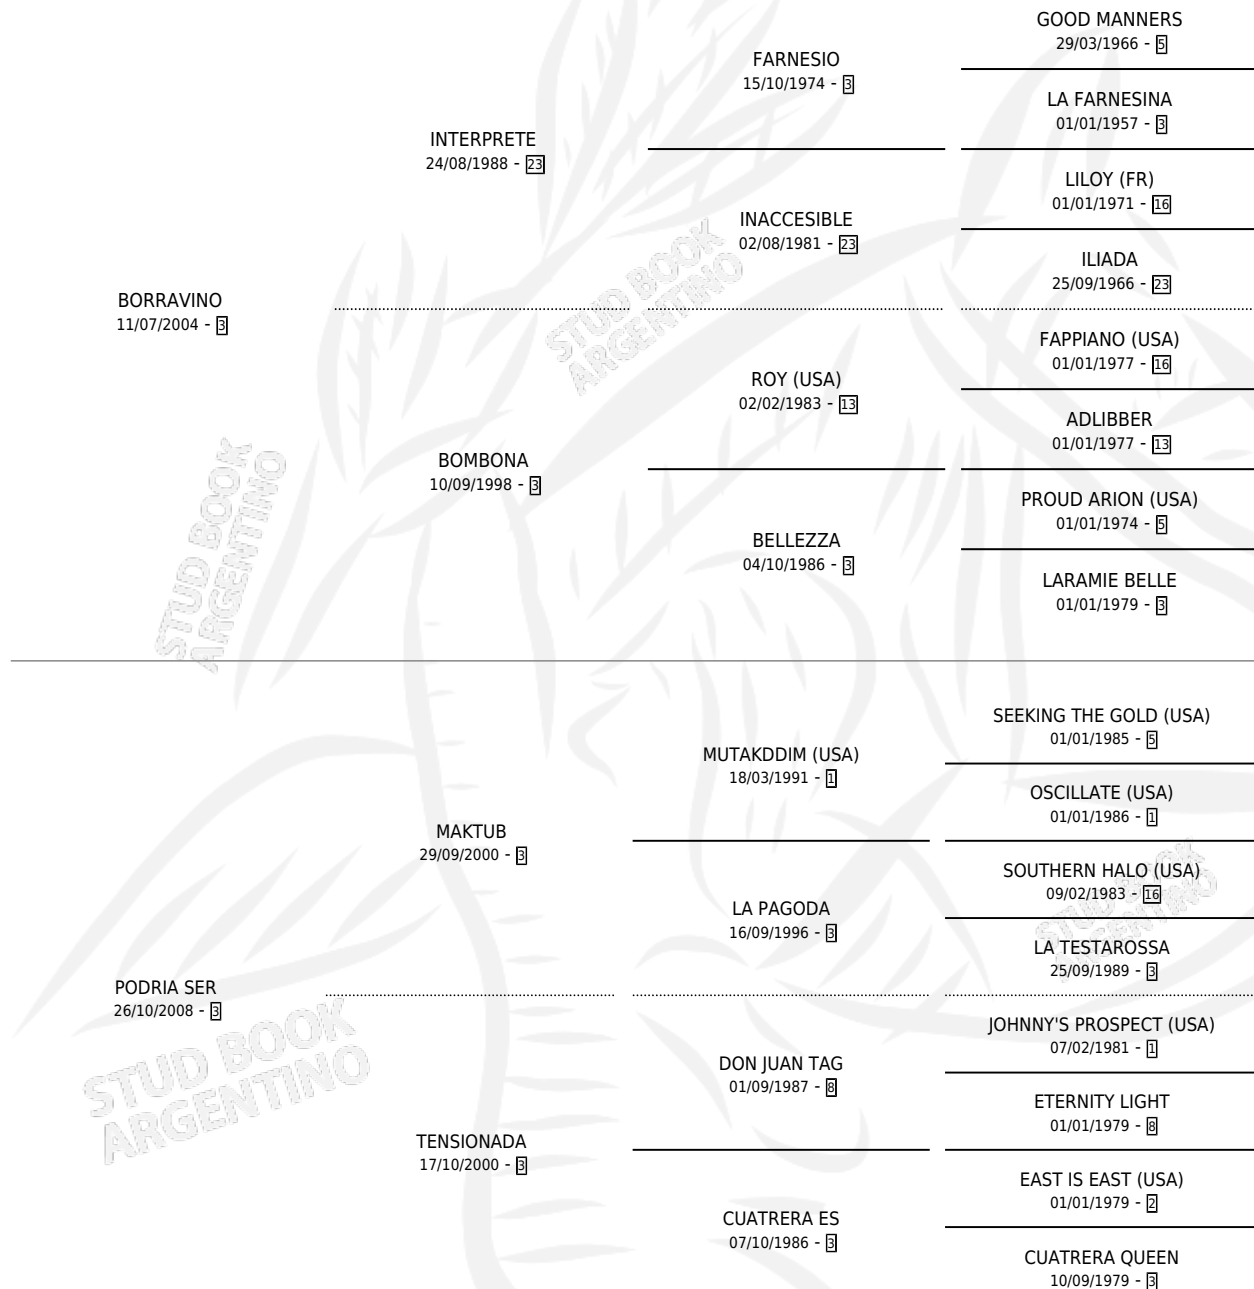 GOOD MANNERS
29/03/1966 - 5
FARNESIO
15/10/1974 - 3
LA FARNESINA
01/01/1957 - 3
INTERPRETE
24/08/1988 - 23
LILOY (FR)
01/01/1971 - 16
INACCESIBLE
02/08/1981 - 23
ILIADA
25/09/1966 - 23
BORRAVINO
11/07/2004 - 3
FAPPIANO (USA)
01/01/1977 - 16
ROY (USA)
02/02/1983 - 13
ADLIBBER
01/01/1977 - 13
BOMBONA
10/09/1998 - 3
PROUD ARION (USA)
01/01/1974 - 5
BELLEZZA
04/10/1986 - 3
LARAMIE BELLE
01/01/1979 - 3
SEEKING THE GOLD (USA)
01/01/1985 - 5
MUTAKDDIM (USA)
18/03/1991 - 1
OSCILLATE (USA)
01/01/1986 - 1
MAKTUB
29/09/2000 - 3
SOUTHERN HALO (USA)
09/02/1983 - 16
LA PAGODA
16/09/1996 - 3
LA TESTAROSSA
25/09/1989 - 3
PODRIA SER
26/10/2008 - 3
JOHNNY'S PROSPECT (USA)
07/02/1981 - 1
DON JUAN TAG
01/09/1987 - 8
ETERNITY LIGHT
01/01/1979 - 8
TENSIONADA
17/10/2000 - 3
EAST IS EAST (USA)
01/01/1979 - 2
CUATRERA ES
07/10/1986 - 3
CUATRERA QUEEN
10/09/1979 - 3
STUD BOOK
ARGENTINO
STUD BOOK
ARGENTINO
STUD BOOK
ARGENTINO
STUD BOOK
ARGENTINO